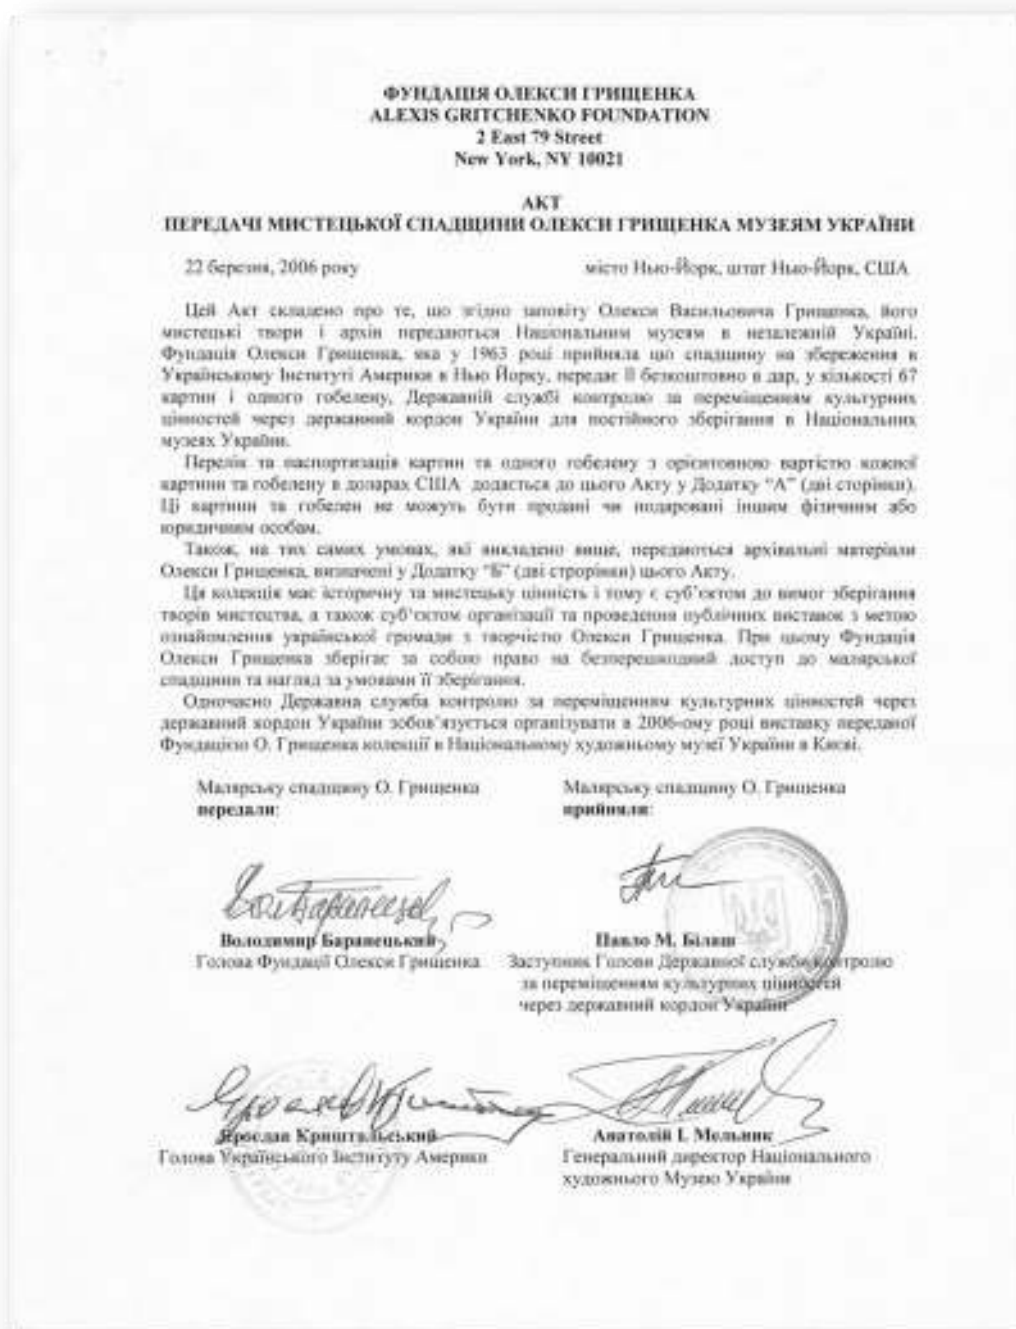 ФУНДАЦІЯ ОЛЕКСИ ГРИЩЕНКА
ALEXIS GRITCHENKO FOUNDATION
2 East 79 Street
New York, NY 10021
АКТ
ПЕРЕДАЧІ МИСТЕЦЬКОЇ СПАДЩИНИ ОЛЕКСИ ГРИЩЕНКА МУЗЕЯМ УКРАЇНИ
22 березня, 2006 року місто Нью-Йорк, штат Нью-Йорк, США
Цей Акт складено про те, що згідно заповіту Олекси Васильовича Грищенка, його
мистецькі твори і архів передаються Національним музеям в незалежній Україні.
Фундація Олекси Грищенка, яка у 1963 році прийняла цю спадщину на збереження в
Українському Інституті Америки в Нью Йорку, передає її безкоштовно в дар, у кількості 67
картин і одного гобелену, Державній службі контролю за переміщенням культурних
цінностей через державний кордон України для постійного зберігання в Національних
музеях України.
Перелік та паспортизація картин та одного гобелену з орієнтовною вартістю кожної
картини та гобелену в доларах США додається до цього Акту у Додатку “А” (дві сторінки).
Ці картини та гобелен не можуть бути продані чи подаровані іншим фізичним або
юридичним особам.
Також, на тих самих умовах, які викладено вище, передаються архівальні матеріали
Олекси Грищенка, визначені у Додатку “Б” (дві строрінки) цього Акту.
Ця колекція має історичну та мистецьку цінність і тому є суб’єктом до вимог зберігання
творів мистецтва, а також суб’єктом організації та проведення публічних виставок з метою
ознайомлення української громади з творчістю Олекси Грищенка. При цьому Фундація
Олекси Грищенка зберігає за собою право на безперешкодний доступ до малярської
спадщини та нагляд за умовами її зберігання.
Одночасно Державна служба контролю за переміщенням культурних цінностей через
державний кордон України зобов’язується організувати в 2006-ому році виставку переданої
Фундацією О. Грищенка колекції в Національному художньому музеї України в Києві.
Малярську спадщину О. Грищенка Малярську спадщину О. Грищенка
передали: прийняли:
Володимир Баранецький Павло М. Білаш
Голова Фундації Олекси Грищенка Заступник Голови Державної служби контролю
за переміщенням культурних цінностей
через державний кордон України
Ярослав Кришталський Анатолій І. Мельник
Голова Українського Інституту Америки Генеральний директор Національного
художнього Музею України